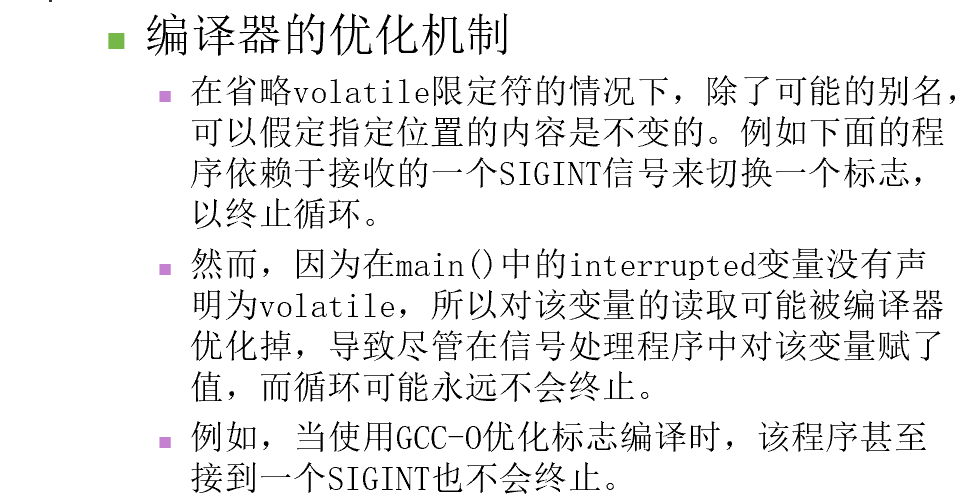 编译器的优化机制
在省略volatile限定符的情况下，除了可能的别名，
可以假定指定位置的内容是不变的。例如下面的程
序依赖于接收的一个SIGINT信号来切换一个标志，
以终止循环。
然而，因为在main()中的interrupted变量没有声
明为volatile，所以对该变量的读取可能被编译器
优化掉，导致尽管在信号处理程序中对该变量赋了
值，而循环可能永远不会终止。
例如，当使用GCC-O优化标志编译时，该程序甚至
接到一个SIGINT也不会终止。